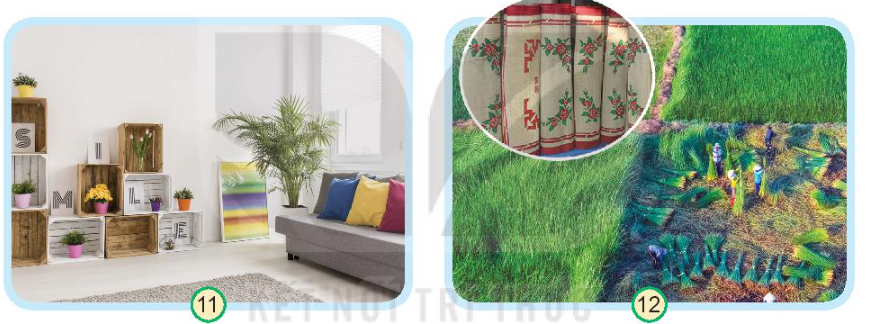 S
I
M
L
E
11
KẾT NỐI TRI THỨC
12